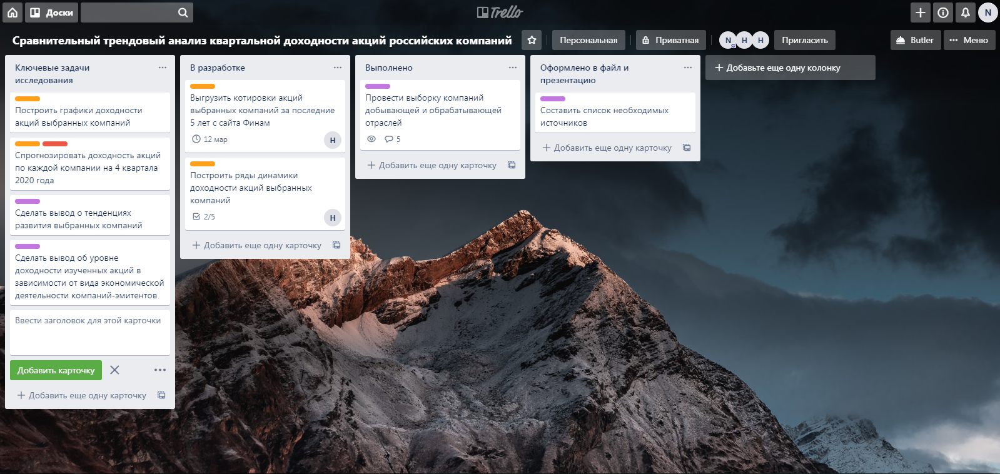 Доски
Trello
N
Сравнительный трендовый анализ квартальной доходности акций российских компаний
Персональная
Приватная
N
Н
Н
Пригласить
Butler
Меню
Ключевые задачи
исследования
Построить графики доходности
акций выбранных компаний
Спрогнозировать доходность акций
по каждой компании на 4 квартала
2020 года
Сделать вывод о тенденциях
развития выбранных компаний
Сделать вывод об уровне
доходности изученных акций в
зависимости от вида экономической
деятельности компаний-эмитентов
Ввести заголовок для этой карточки
Добавить карточку
Добавить еще одну карточку
В разработке
Выгрузить котировки акций
выбранных компаний за последние
5 лет с сайта Финам
12 мар
Н
Построить ряды динамики
доходности акций выбранных
компаний
2/5
Н
Добавить еще одну карточку
Выполнено
Провести выборку компаний
добывающей и обрабатывающей
отраслей
5
Добавить еще одну карточку
Оформлено в файл и
презентацию
Составить список необходимых
источников
Добавить еще одну карточку
Добавьте еще одну колонку